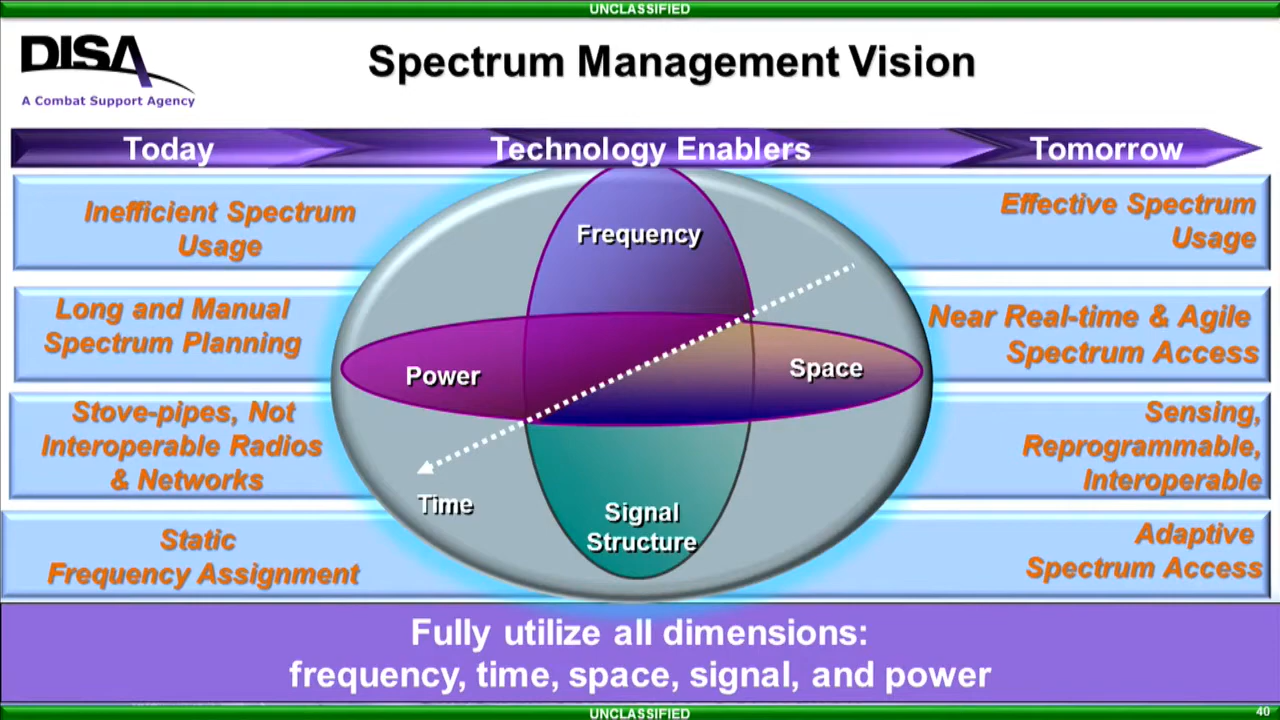 UNCLASSIFIED
DISA
A Combat Support Agency
Spectrum Management Vision
Today
Technology Enablers
Tomorrow
Inefficient Spectrum
Usage
Long and Manual
Spectrum Planning
Stove-pipes, Not
Interoperable Radios
& Networks
Static
Frequency Assignment
Frequency
Power
Space
Time
Signal
Structure
Effective Spectrum
Usage
Near Real-time & Agile
Spectrum Access
Sensing,
Reprogrammable,
Interoperable
Adaptive
Spectrum Access
Fully utilize all dimensions:
frequency, time, space, signal, and power
UNCLASSIFIED
40